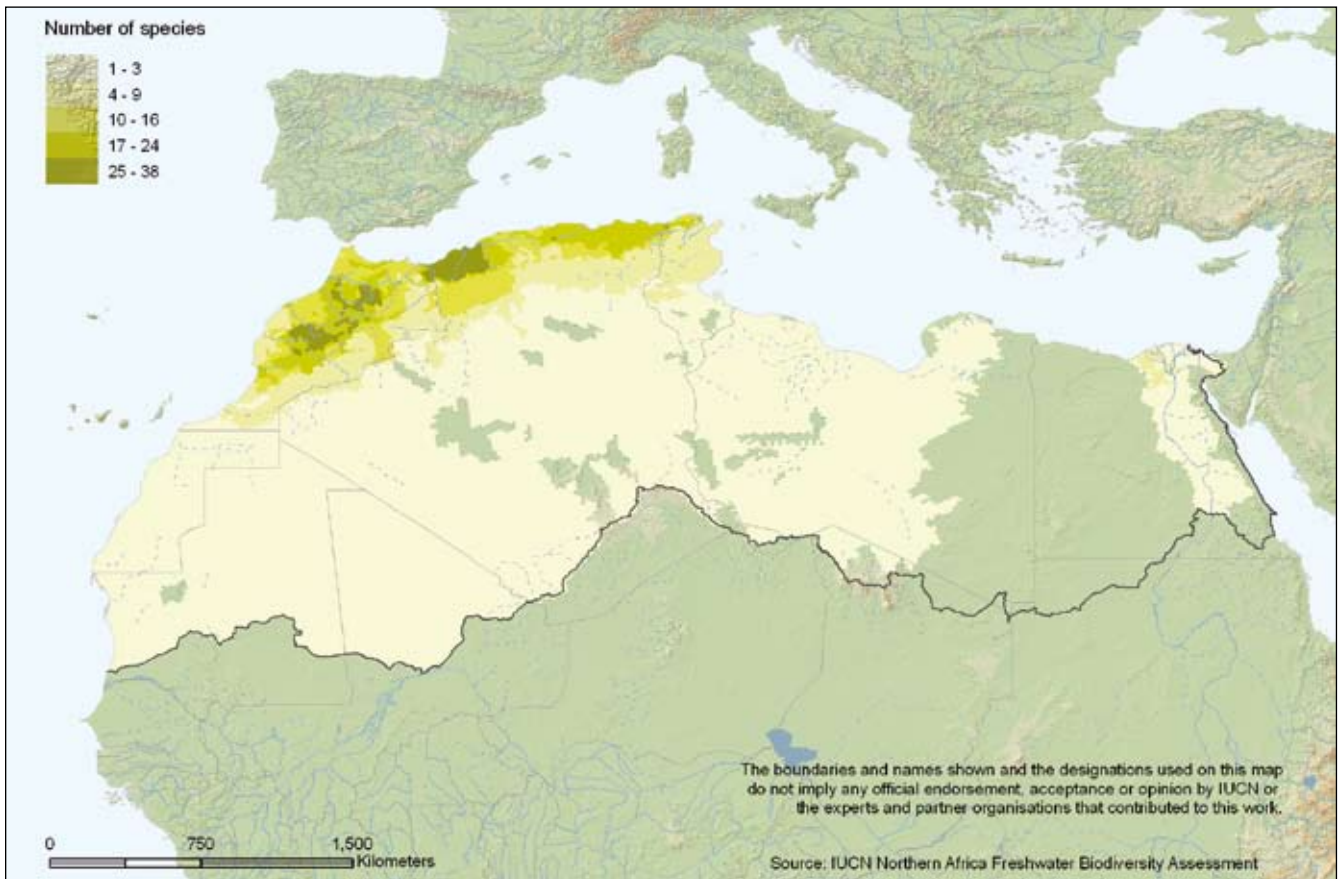 Number of species
1 - 3
4 - 9
10 - 16
17 - 24
25 - 38
The boundaries and names shown and the designations used on this map
do not imply any official endorsement, acceptance or opinion by IUCN or
the experts and partner organisations that contributed to this work.
0 750 1,500
Kilometers
Source: IUCN Northern Africa Freshwater Biodiversity Assessment